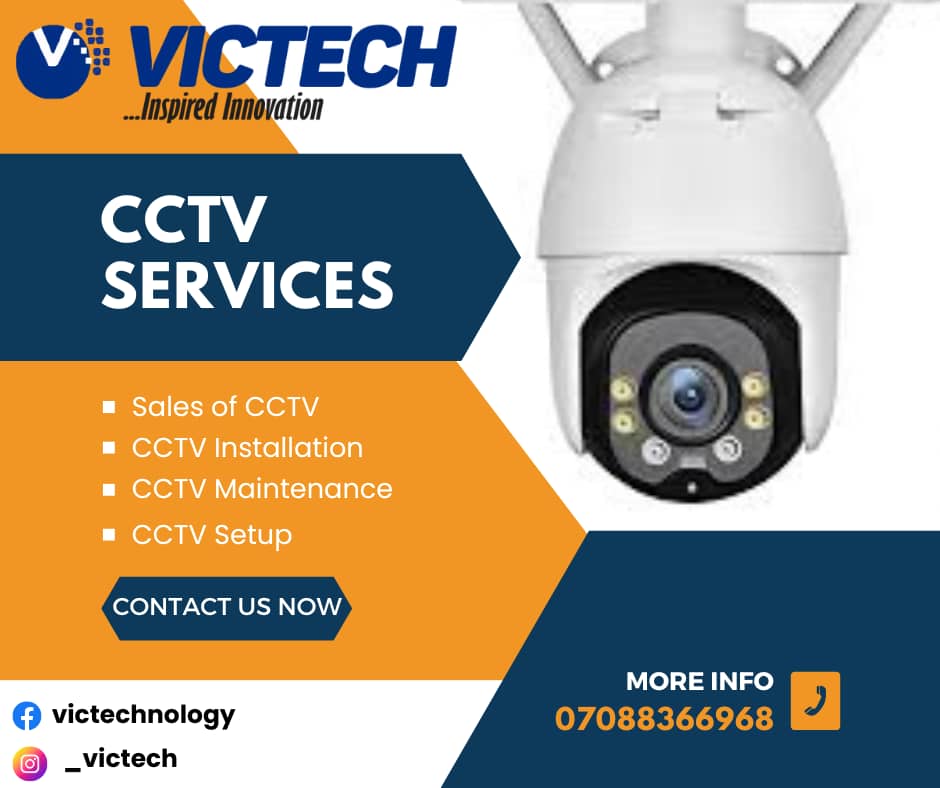 V VICTECH
...Inspired Innovation
CCTV
SERVICES
Sales of CCTV
CCTV Installation
CCTV Maintenance
CCTV Setup
CONTACT US NOW
MORE INFO
07088366968
victechnology
_victech